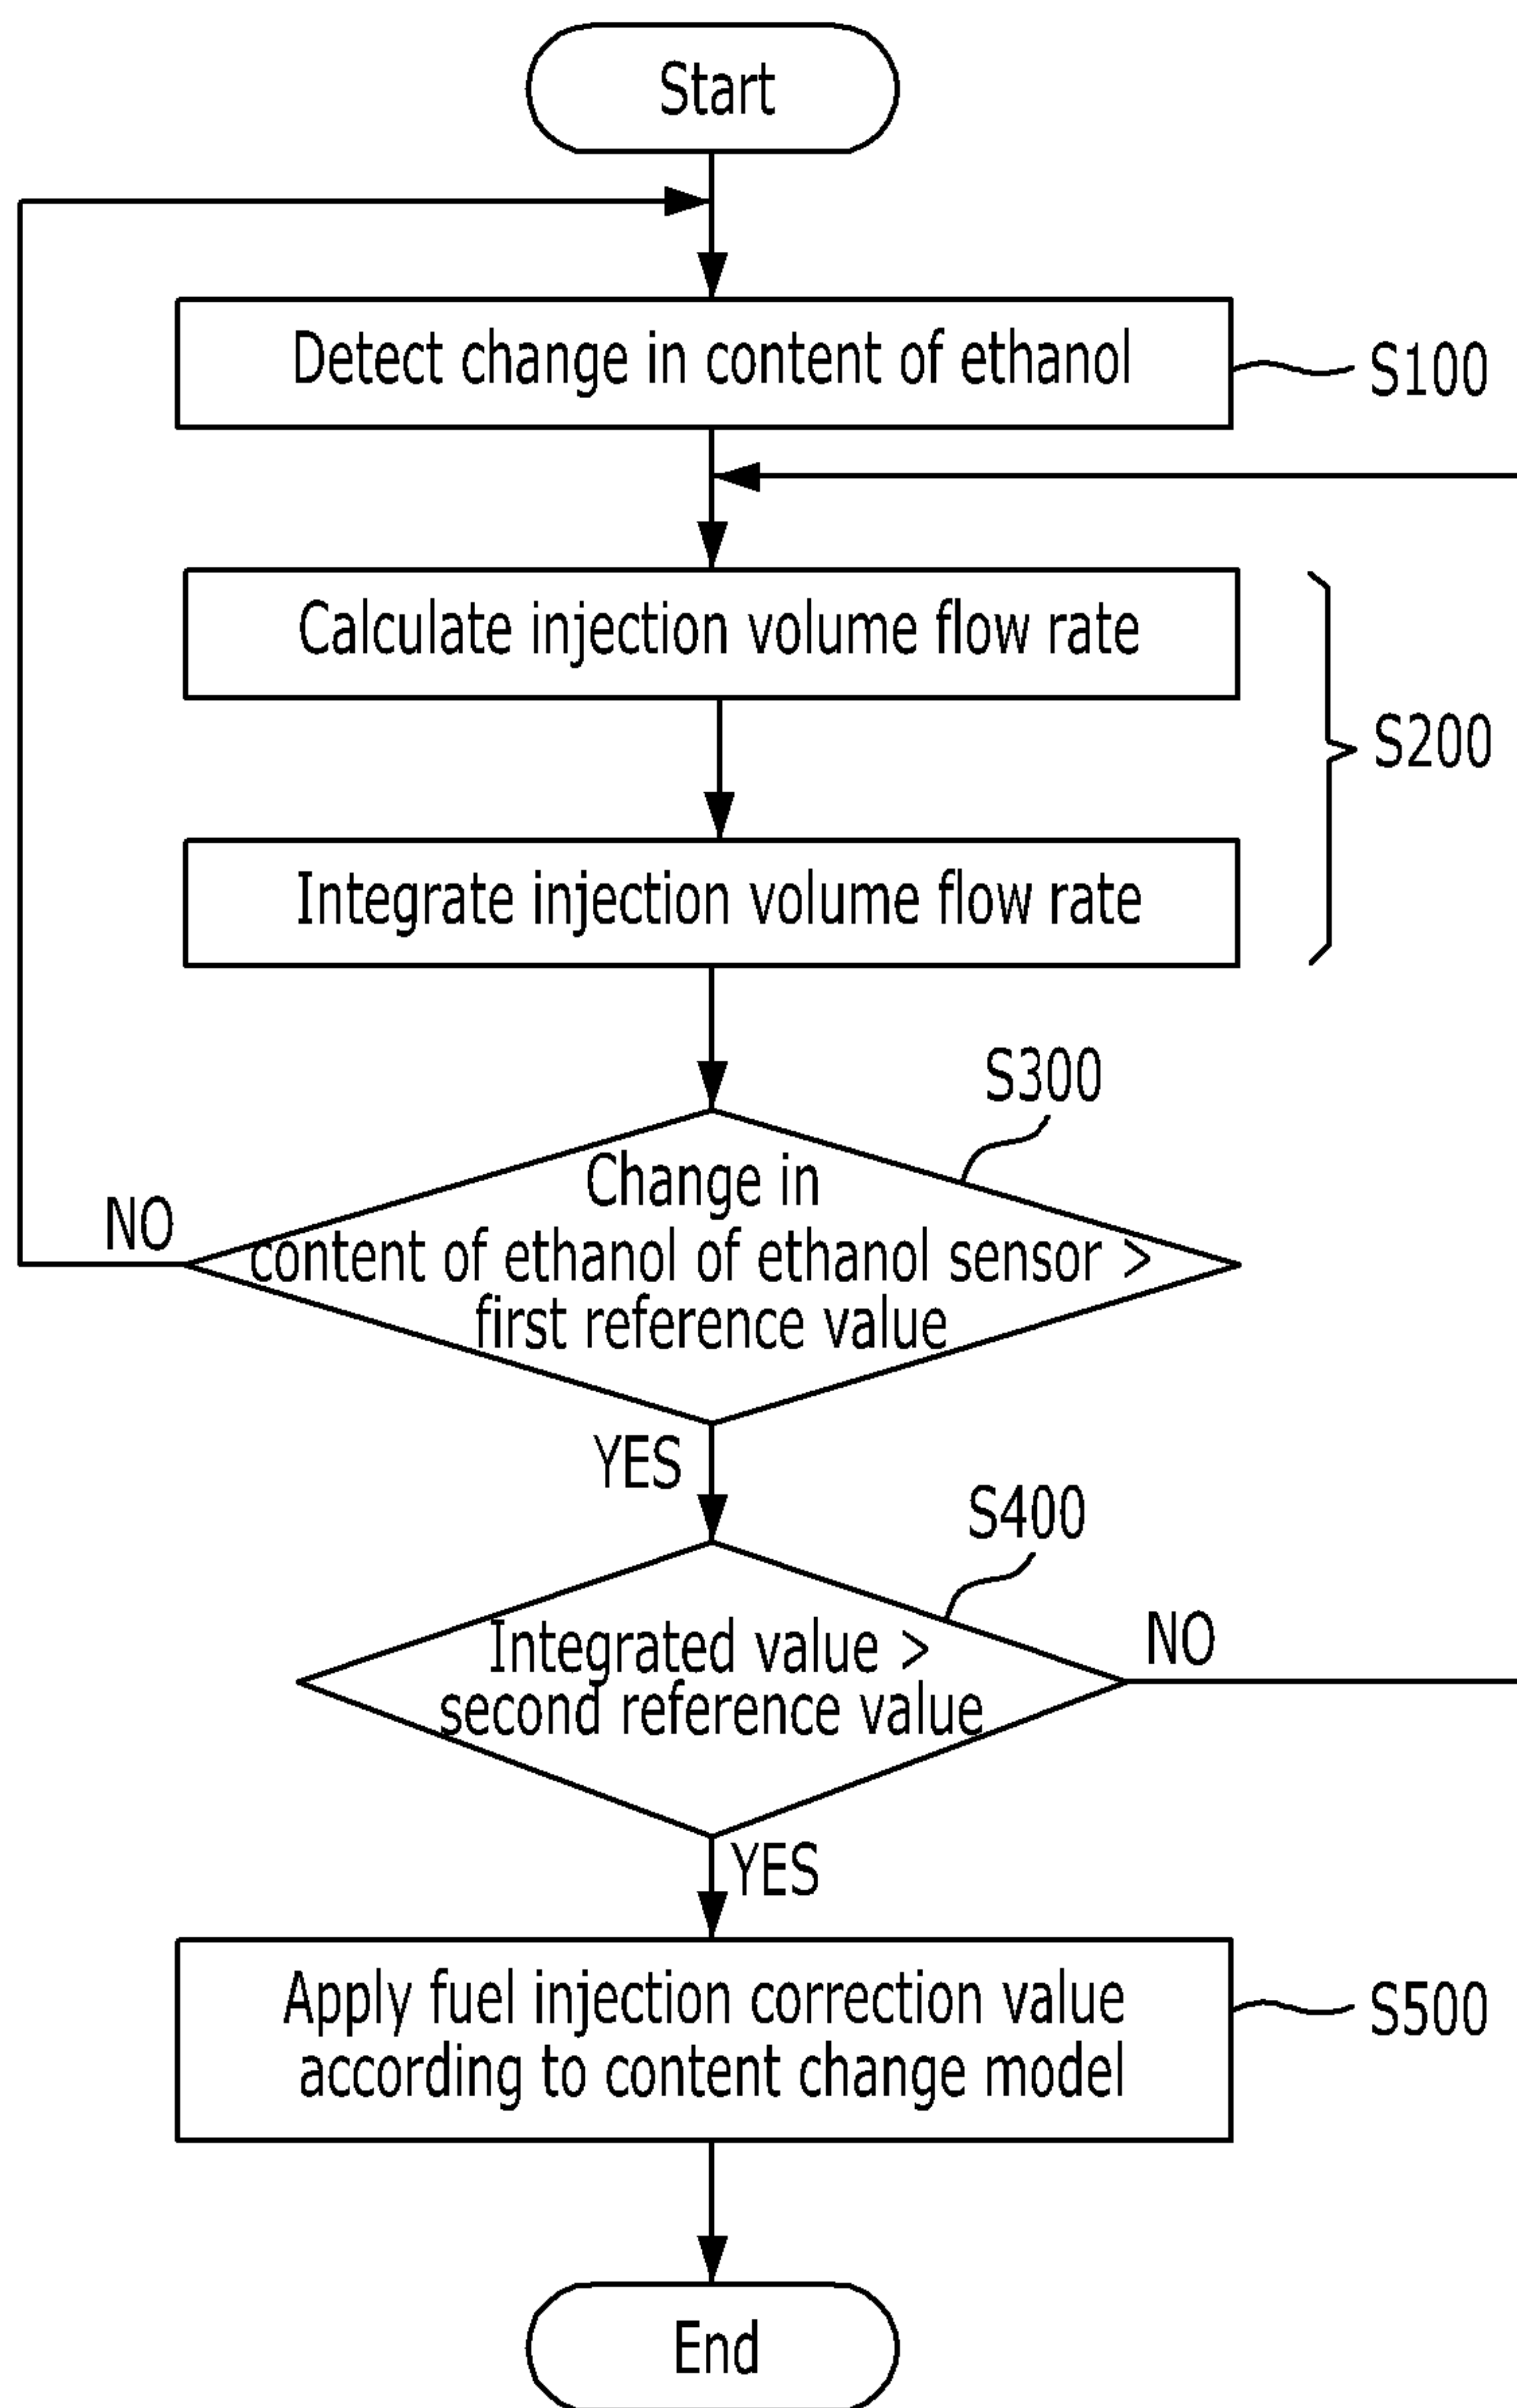 Start
Detect change in content of ethanol
S100
Calculate injection volume flow rate
S200
Integrate injection volume flow rate
S300
Change in
content of ethanol of ethanol sensor >
first reference value
NO
YES
S400
Integrated value >
second reference value
NO
YES
Apply fuel injection correction value
according to content change model
S500
End